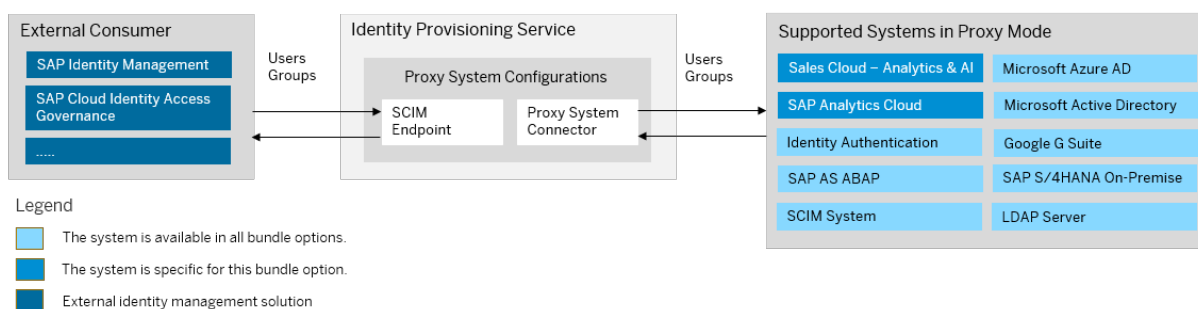 External Consumer
SAP Identity Management
SAP Cloud Identity Access
Governance
.....
Users
Groups
Identity Provisioning Service
Proxy System Configurations
SCIM
Endpoint
Proxy System
Connector
Users
Groups
Supported Systems in Proxy Mode
Sales Cloud – Analytics & AI
Microsoft Azure AD
SAP Analytics Cloud
Microsoft Active Directory
Identity Authentication
Google G Suite
SAP AS ABAP
SAP S/4HANA On-Premise
SCIM System
LDAP Server
Legend
The system is available in all bundle options.
The system is specific for this bundle option.
External identity management solution